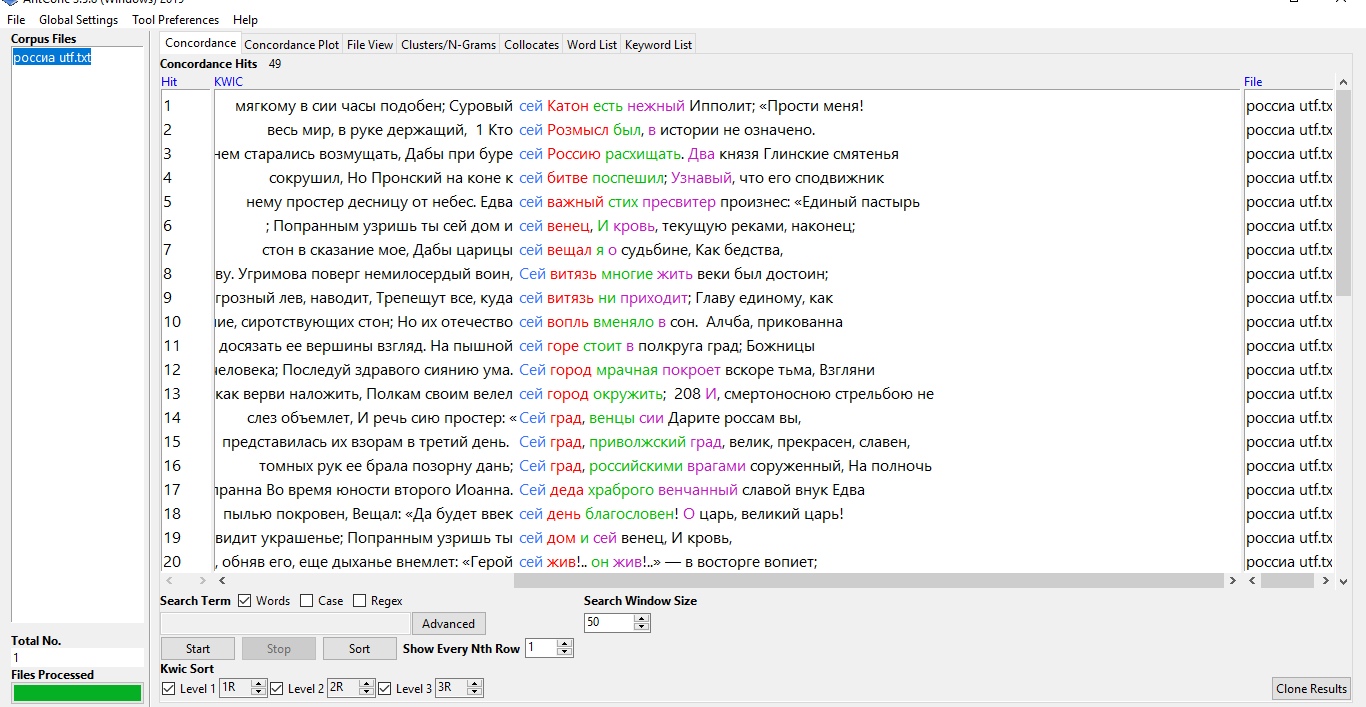 AntConc 3.5.8 (Windows) 2019
File Global Settings Tool Preferences Help
Corpus Files
россиа utf.txt
Concordance Concordance Plot File View Clusters/N-Grams Collocates Word List Keyword List
Concordance Hits 49
Hit KWIC File
1 мягкому в сии часы подобен; Суровый сей Катон есть нежный Ипполит; «Прости меня! россиа utf.tx
2 весь мир, в руке держащий, 1 Кто сей Розмысл был, в истории не означено. россиа utf.tx
3 нем старались возмущать, Дабы при буре сей Россию расхищать. Два князя Глинские смятенья россиа utf.tx
4 сокрушил, Но Пронский на коне к сей битве поспешил; Узнавый, что его сподвижник россиа utf.tx
5 нему простер десницу от небес. Едва сей важный стих пресвитер произнес: «Единый пастырь россиа utf.tx
6 ; Попранным узришь ты сей дом и сей венец, И кровь, текущую реками, наконец; россиа utf.tx
7 стон в сказание мое, Дабы царицы сей вещал я о судьбине, Как бедства, россиа utf.tx
8 ву. Угримова поверг немилосердый воин, Сей витязь многие жить веки был достоин; россиа utf.tx
9 грозный лев, наводит, Трепещут все, куда сей витязь ни приходит; Главу единому, как россиа utf.tx
10 ие, сиротствующих стон; Но их отечество сей вопль вменяло в сон. Алчба, прикованна россиа utf.tx
11 досязать ее вершины взгляд. На пышной сей горе стоит в полкруга град; Божницы россиа utf.tx
12 человека; Последуй здравого сиянию ума. Сей город мрачная покроет вскоре тьма, Взгляни россиа utf.tx
13 как верви наложить, Полкам своим велел сей город окружить; 208 И, смертоносною стрельбою не россиа utf.tx
14 слез объемлет, И речь сию простер: «Сей град, венцы сии Дарите россам вы, россиа utf.tx
15 представилась их взорам в третий день. Сей град, приволжский град, велик, прекрасен, славен, россиа utf.tx
16 томных рук ее брала позорну дань; Сей град, российскими врагами соруженный, На полночь россиа utf.tx
17 пранна Во время юности второго Иоанна. Сей деда храброго венчанный славой внук Едва россиа utf.tx
18 пылью покровен, Вещал: «Да будет ввек сей день благословен! О царь, великий царь! россиа utf.tx
19 видит украшенье; Попранным узришь ты сей дом и сей венец, И кровь, россиа utf.tx
20 , обняв его, еще дыханье внемлет: «Герой сей жив!.. он жив!..» — в восторге вопиет; россиа utf.tx
Search Term Words Case Regex Search Window Size
Advanced 50
Start Stop Sort Show Every Nth Row 1
Kwic Sort
Level 1 1R Level 2 2R Level 3 3R
Clone Results
Total No.
1
Files Processed